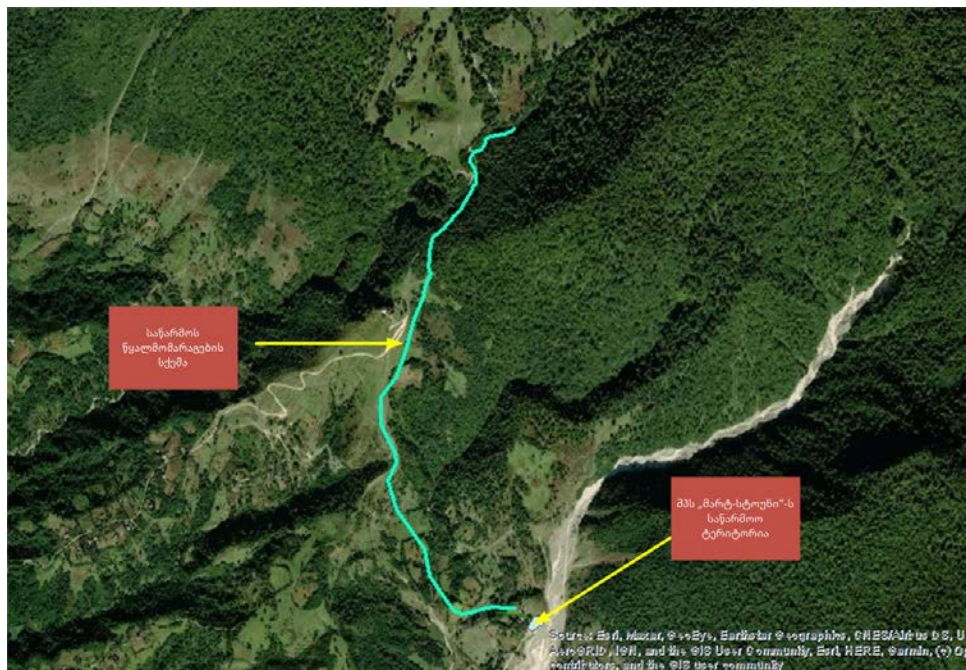 საწარმოს
წყალმომარაგების
სქემა
შპს „მარტ-სტოუნი“-ს
საწარმოო
ტერიტორია
Source: Esri, Maxar, GeoEye, Earthstar Geographics, CNES/Airbus DS, U
AeroGRID, IGN, and the GIS User Community, Esri, HERE, Garmin, (c) Op
contributors, and the GIS user community